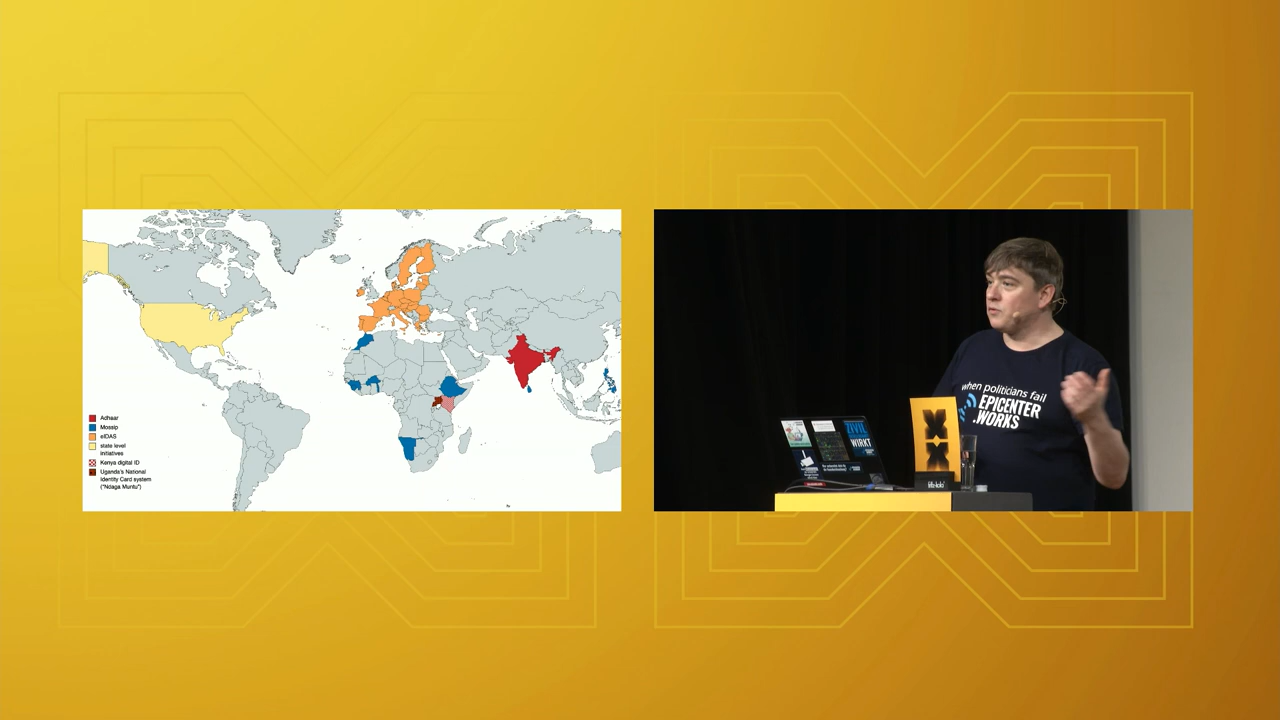 Adhaar
Mossip
eIDAS
state level
initiatives
Kenya digital ID
Uganda's National
Identity Card system
("Ndaga Muntu")
when politicians fail
EPICENTER
.WORKS
ZIVIL
WIRKT